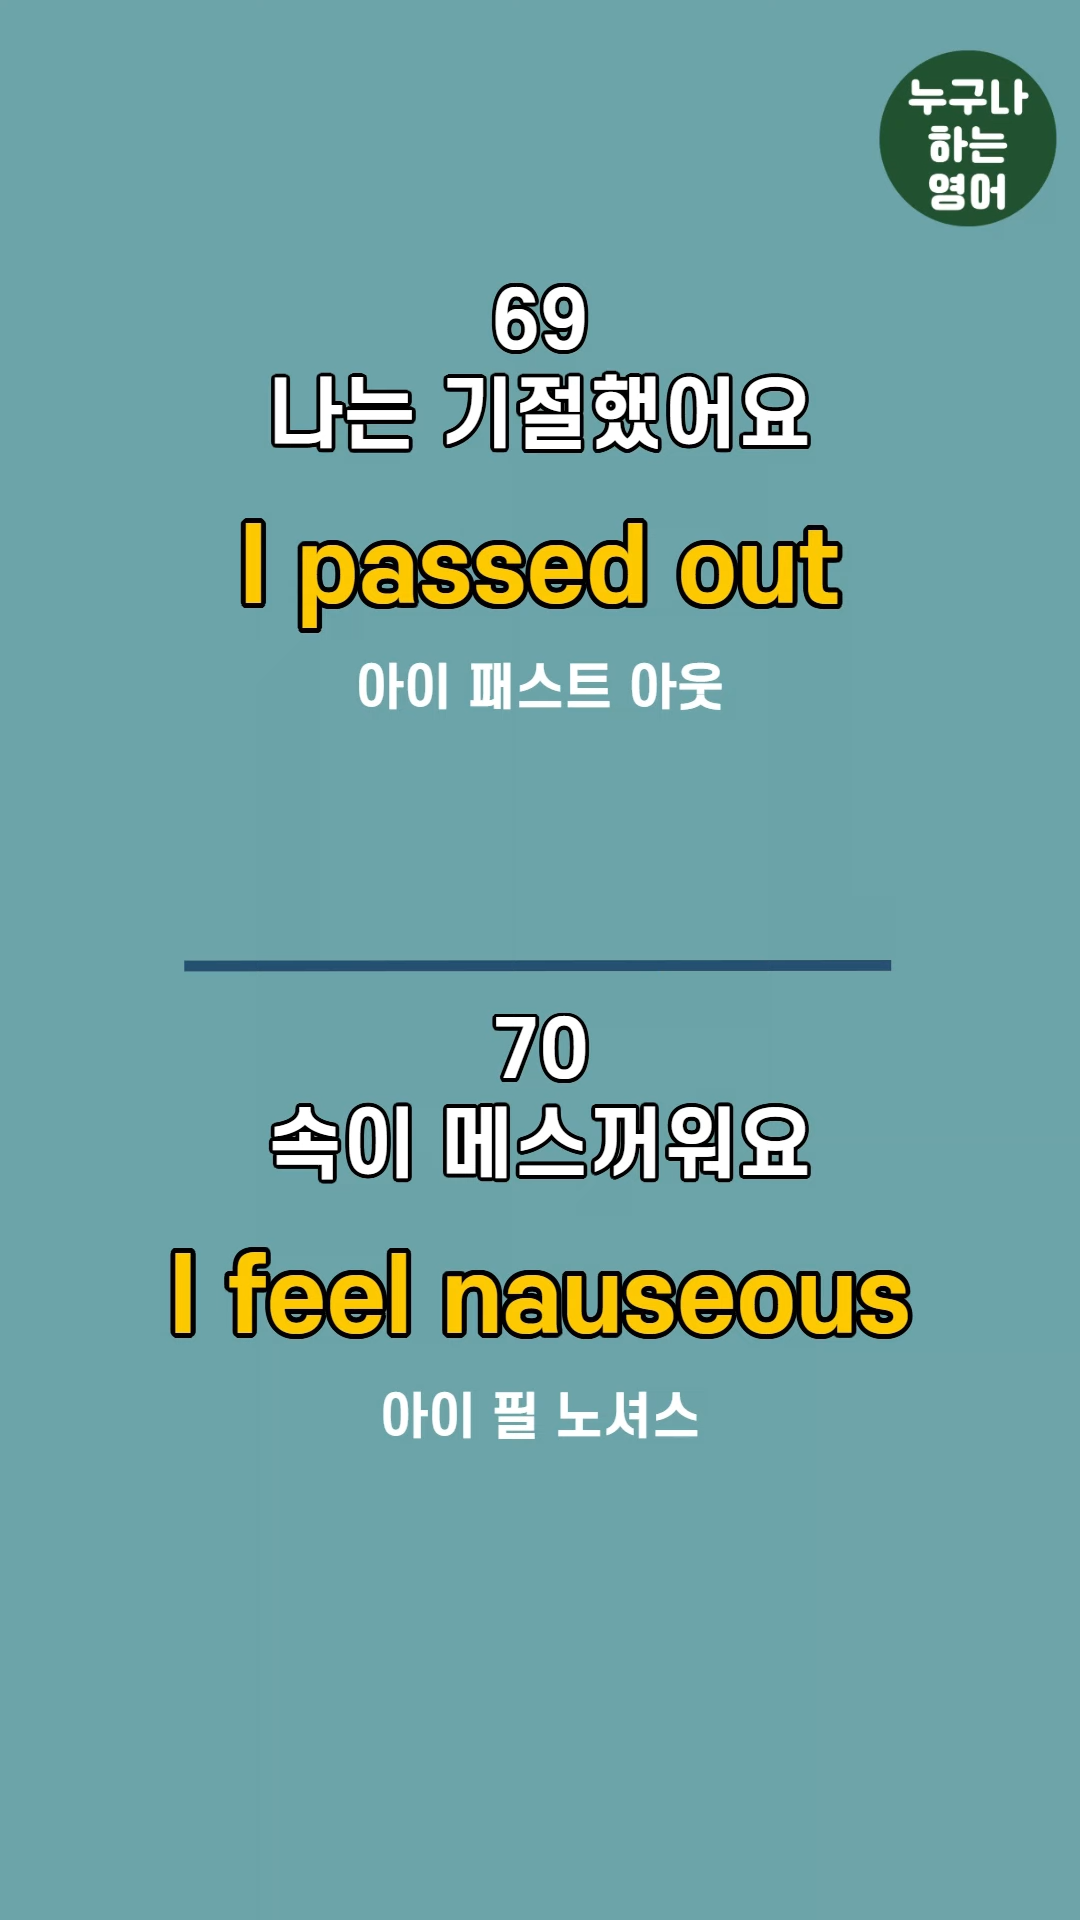 누구나
하는
영어
69
나는 기절했어요
I passed out
아이 패스트 아웃
70
속이 메스꺼워요
I feel nauseous
아이 필 노셔스